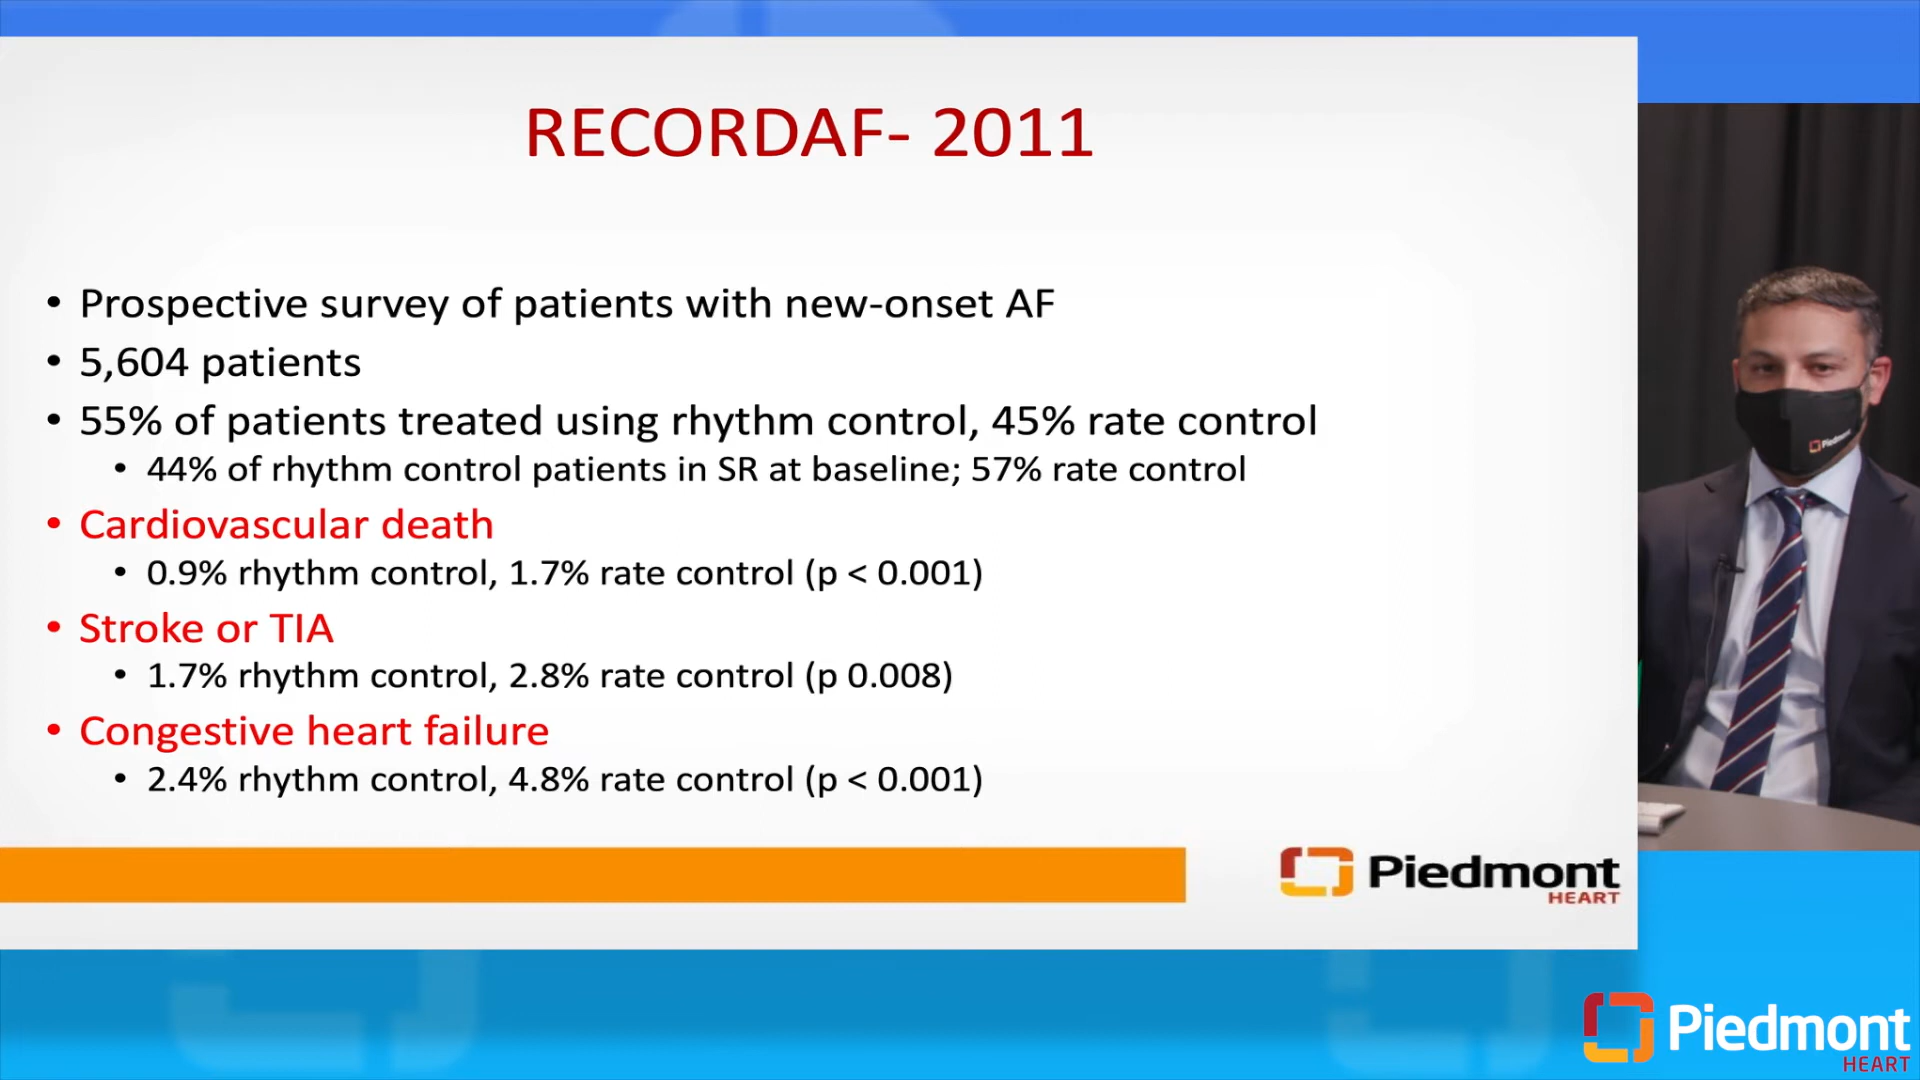 RECORDAF- 2011
• Prospective survey of patients with new-onset AF
• 5,604 patients
• 55% of patients treated using rhythm control, 45% rate control
• 44% of rhythm control patients in SR at baseline; 57% rate control
• Cardiovascular death
• 0.9% rhythm control, 1.7% rate control (p < 0.001)
• Stroke or TIA
• 1.7% rhythm control, 2.8% rate control (p 0.008)
• Congestive heart failure
• 2.4% rhythm control, 4.8% rate control (p < 0.001)
Piedmont
HEART
Piedmont
Piedmont
HEART